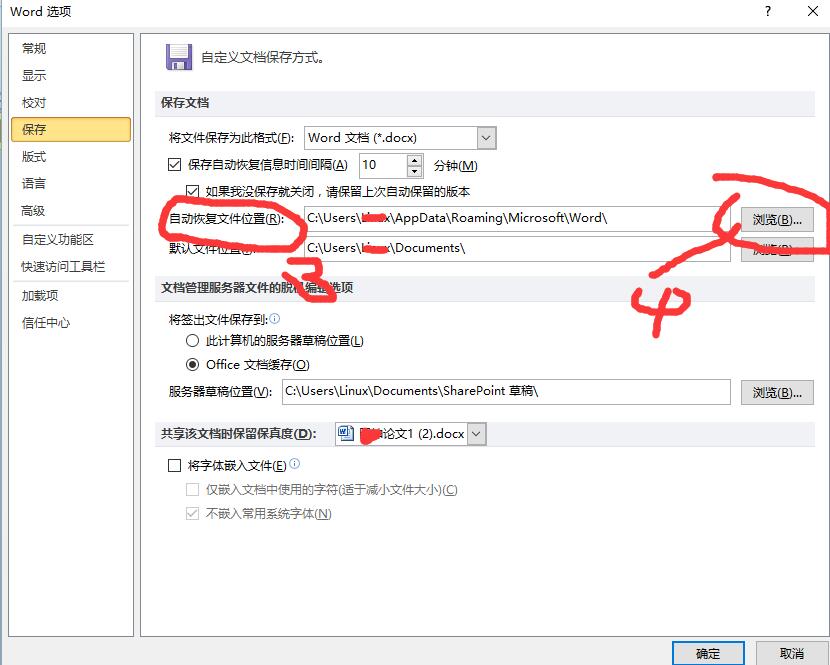 Word 选项
?
常规
显示
校对
保存
版式
语言
高级
自定义功能区
快速访问工具栏
加载项
信任中心
自定义文档保存方式。
保存文档
将文件保存为此格式(F): Word 文档 (*.docx)
保存自动恢复信息时间间隔(A) 10 分钟(M)
如果我没保存就关闭，请保留上次自动保留的版本
自动恢复文件位置(R): C:\Users\Linux\AppData\Roaming\Microsoft\Word\ 浏览(B)...
默认文件位置(I): C:\Users\Linux\Documents\ 浏览(B)...
3
4
文档管理服务器文件的脱机编辑选项
将签出文件保存到:
此计算机的服务器草稿位置(L)
Office 文档缓存(O)
服务器草稿位置(V): C:\Users\Linux\Documents\SharePoint 草稿\ 浏览(B)...
共享该文档时保留保真度(D): 论文1 (2).docx
将字体嵌入文件(E)
仅嵌入文档中使用的字符(适于减小文件大小)(C)
不嵌入常用系统字体(N)
确定 取消